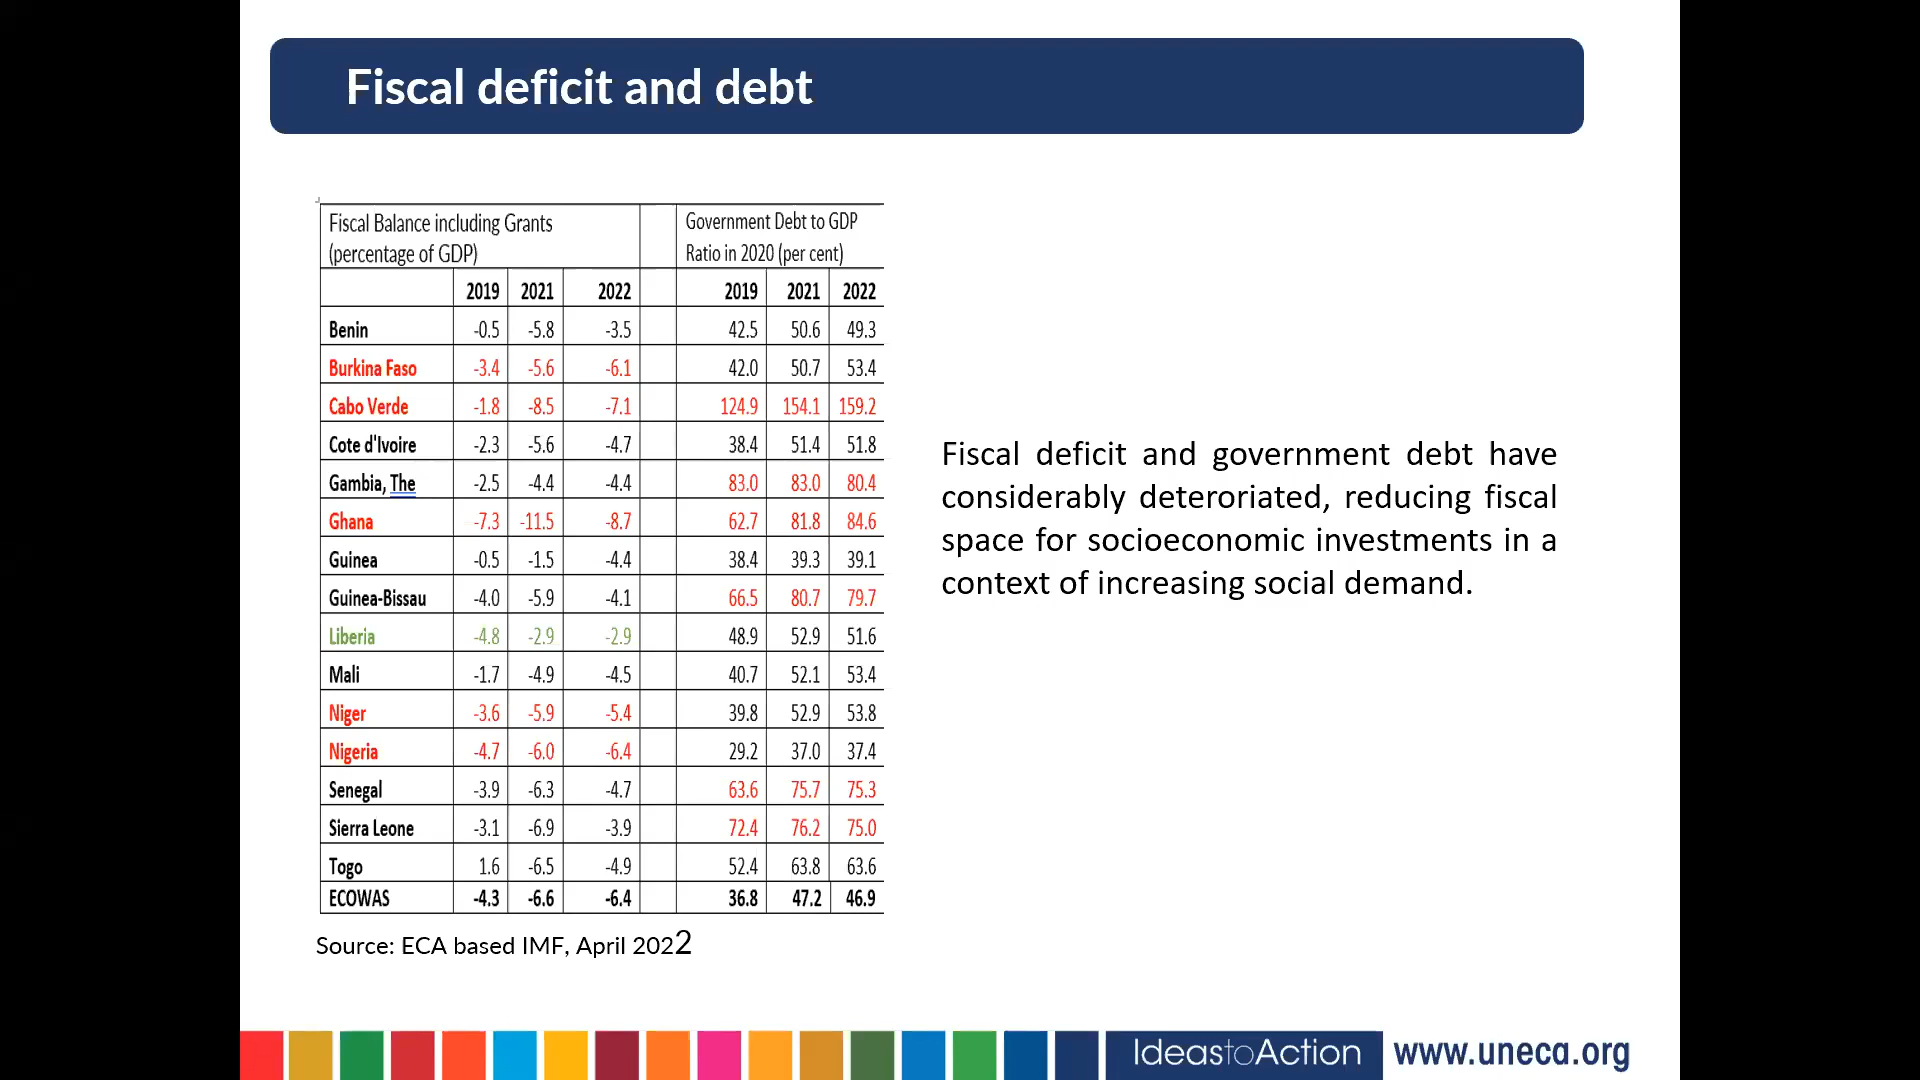 Fiscal deficit and debt
Fiscal Balance including Grants
(percentage of GDP)
Government Debt to GDP
Ratio in 2020 (per cent)
2019 2021 2022 2019 2021 2022
Benin -0.5 -5.8 -3.5 42.5 50.6 49.3
Burkina Faso -3.4 -5.6 -6.1 42.0 50.7 53.4
Cabo Verde -1.8 -8.5 -7.1 124.9 154.1 159.2
Cote d'Ivoire -2.3 -5.6 -4.7 38.4 51.4 51.8
Gambia, The -2.5 -4.4 -4.4 83.0 83.0 80.4
Ghana -7.3 -11.5 -8.7 62.7 81.8 84.6
Guinea -0.5 -1.5 -4.4 38.4 39.3 39.1
Guinea-Bissau -4.0 -5.9 -4.1 66.5 80.7 79.7
Liberia -4.8 -2.9 -2.9 48.9 52.9 51.6
Mali -1.7 -4.9 -4.5 40.7 52.1 53.4
Niger -3.6 -5.9 -5.4 39.8 52.9 53.8
Nigeria -4.7 -6.0 -6.4 29.2 37.0 37.4
Senegal -3.9 -6.3 -4.7 63.6 75.7 75.3
Sierra Leone -3.1 -6.9 -3.9 72.4 76.2 75.0
Togo 1.6 -6.5 -4.9 52.4 63.8 63.6
ECOWAS -4.3 -6.6 -6.4 36.8 47.2 46.9
Source: ECA based IMF, April 2022
Fiscal deficit and government debt have
considerably deteroriated, reducing fiscal
space for socioeconomic investments in a
context of increasing social demand.
IdeastoAction www.uneca.org